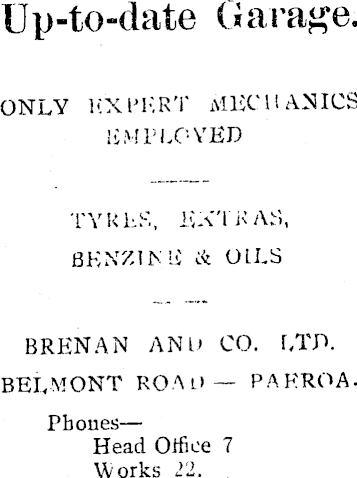 Up-to-date Garage.
ONLY EXPERT MECHANICS
EMPLOYED
TYRES, EXTRAS,
BENZINE & OILS
BRENAN AND CO. LTD.
BELMONT ROAD — PAEROA.
Phones—
Head Office 7
Works 22.